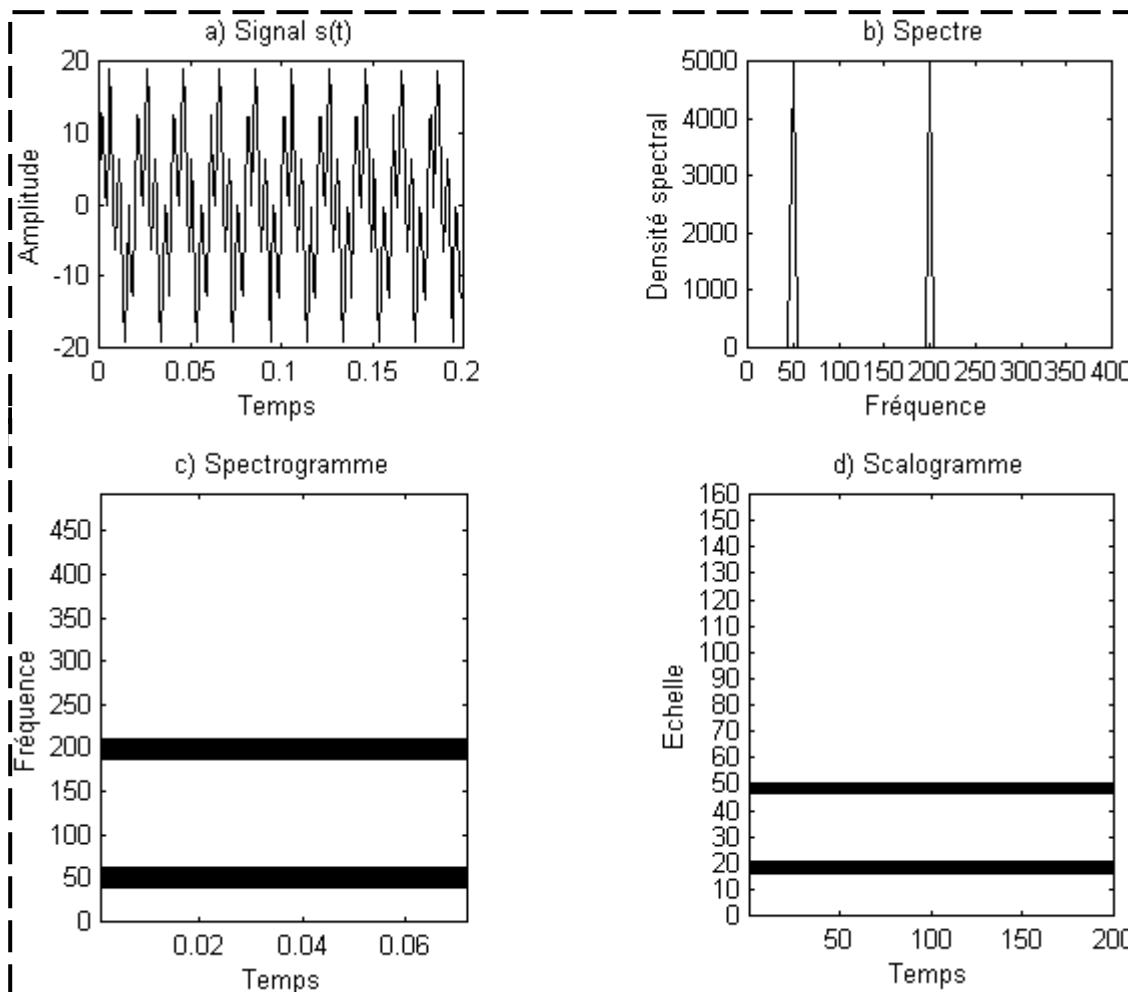 a) Signal s(t)
20
10
0
-10
-20
Amplitude
0 0.05 0.1 0.15 0.2
Temps
b) Spectre
5000
4000
3000
2000
1000
0
Densité spectral
0 50 100 150 200 250 300 350 400
Fréquence
c) Spectrogramme
450
400
350
300
250
200
150
100
50
0
Fréquence
0.02 0.04 0.06
Temps
d) Scalogramme
160
150
140
130
120
110
100
90
80
70
60
50
40
30
20
10
0
Echelle
50 100 150 200
Temps